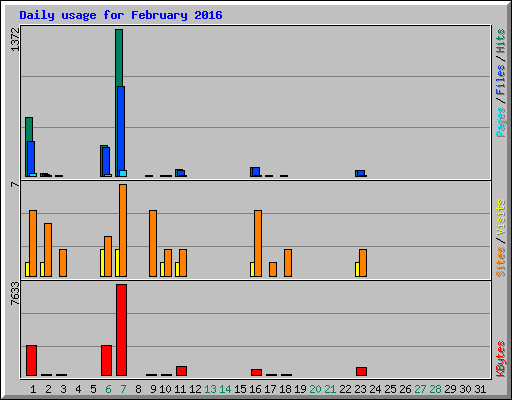 Daily usage for February 2016
1372
Pages / Files / Hits
7
Sites / Visits
7633
KBytes
1 2 3 4 5 6 7 8 9 10 11 12 13 14 15 16 17 18 19 20 21 22 23 24 25 26 27 28 29 30 31